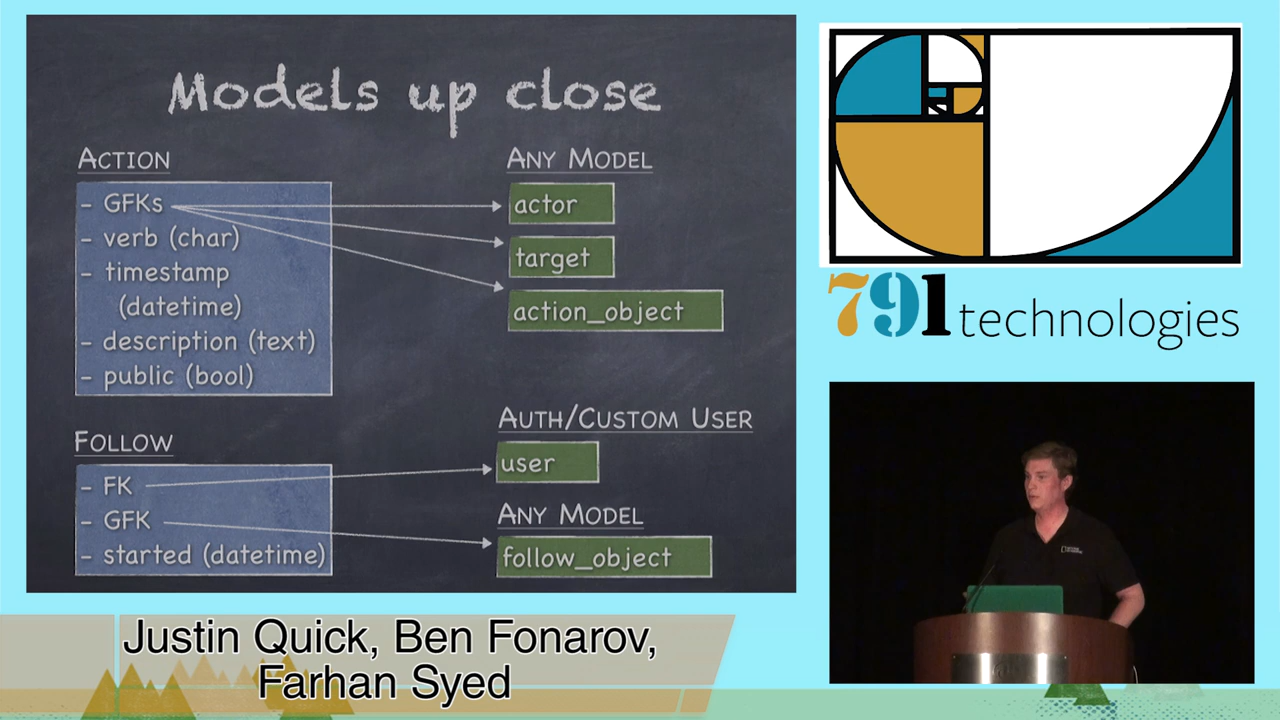 Models up close
ACTION
- GFKs
- verb (char)
- timestamp
(datetime)
- description (text)
- public (bool)
ANY MODEL
actor
target
action_object
FOLLOW
- FK
- GFK
- started (datetime)
AUTH/CUSTOM USER
user
ANY MODEL
follow_object
791 technologies
Justin Quick, Ben Fonarov,
Farhan Syed